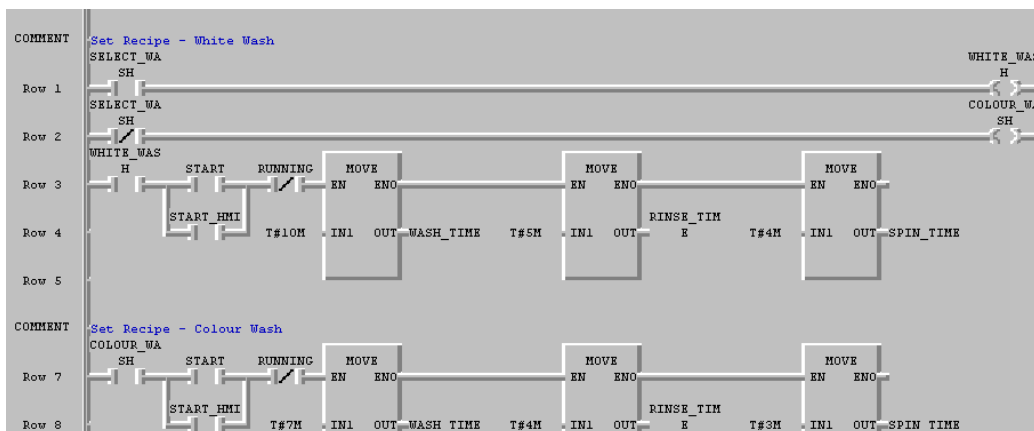 COMMENT Set Recipe - White Wash
SELECT_WA WHITE_WAS
SH H
Row 1
SELECT_WA COLOUR_WA
SH SH
Row 2
WHITE_WAS
H START RUNNING MOVE MOVE MOVE
Row 3 EN ENO EN ENO EN ENO
START_HMI RINSE_TIM
Row 4 T#10M IN1 OUT WASH_TIME T#5M IN1 OUT E T#4M IN1 OUT SPIN_TIME
Row 5
COMMENT Set Recipe - Colour Wash
COLOUR_WA
SH START RUNNING MOVE MOVE MOVE
Row 7 EN ENO EN ENO EN ENO
START_HMI RINSE_TIM
Row 8 T#7M IN1 OUT WASH_TIME T#4M IN1 OUT E T#3M IN1 OUT SPIN_TIME